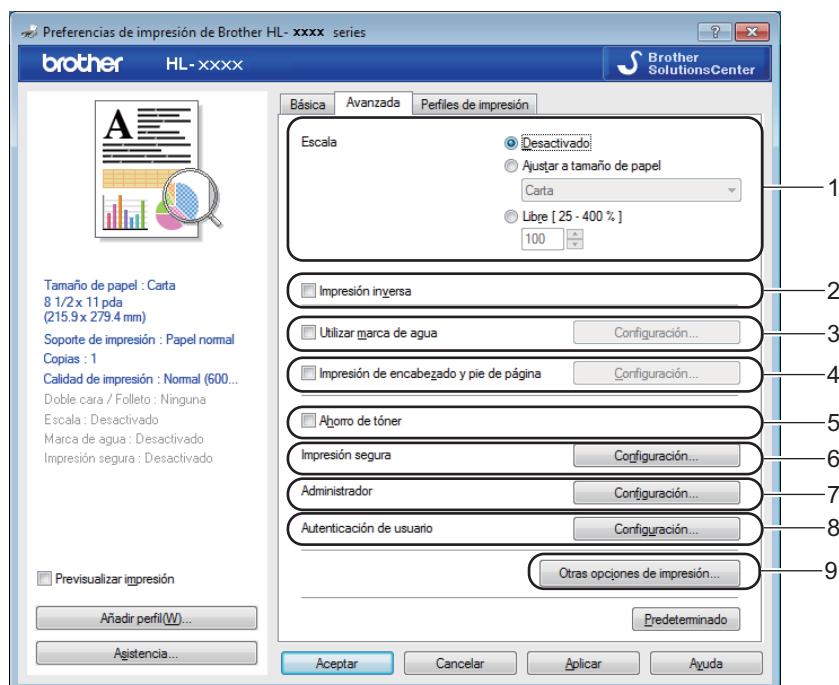 Preferencias de impresión de Brother HL- xxxx series
brother HL-xxxx
Brother
SolutionsCenter
A
Tamaño de papel : Carta
8 1/2 x 11 pda
(215.9 x 279.4 mm)
Soporte de impresión : Papel normal
Copias : 1
Calidad de impresión : Normal (600...
Doble cara / Folleto : Ninguna
Escala : Desactivado
Marca de agua : Desactivado
Impresión segura : Desactivado
Previsualizar impresión
Añadir perfil(W)...
Asistencia...
Básica Avanzada Perfiles de impresión
Escala
Desactivado
Ajustar a tamaño de papel
Carta
Libre [ 25 - 400 % ]
100
1
Impresión inversa
2
Utilizar marca de agua Configuración...
3
Impresión de encabezado y pie de página Configuración...
4
Ahorro de tóner
5
Impresión segura Configuración...
6
Administrador Configuración...
7
Autenticación de usuario Configuración...
8
Otras opciones de impresión...
9
Predeterminado
Aceptar Cancelar Aplicar Ayuda